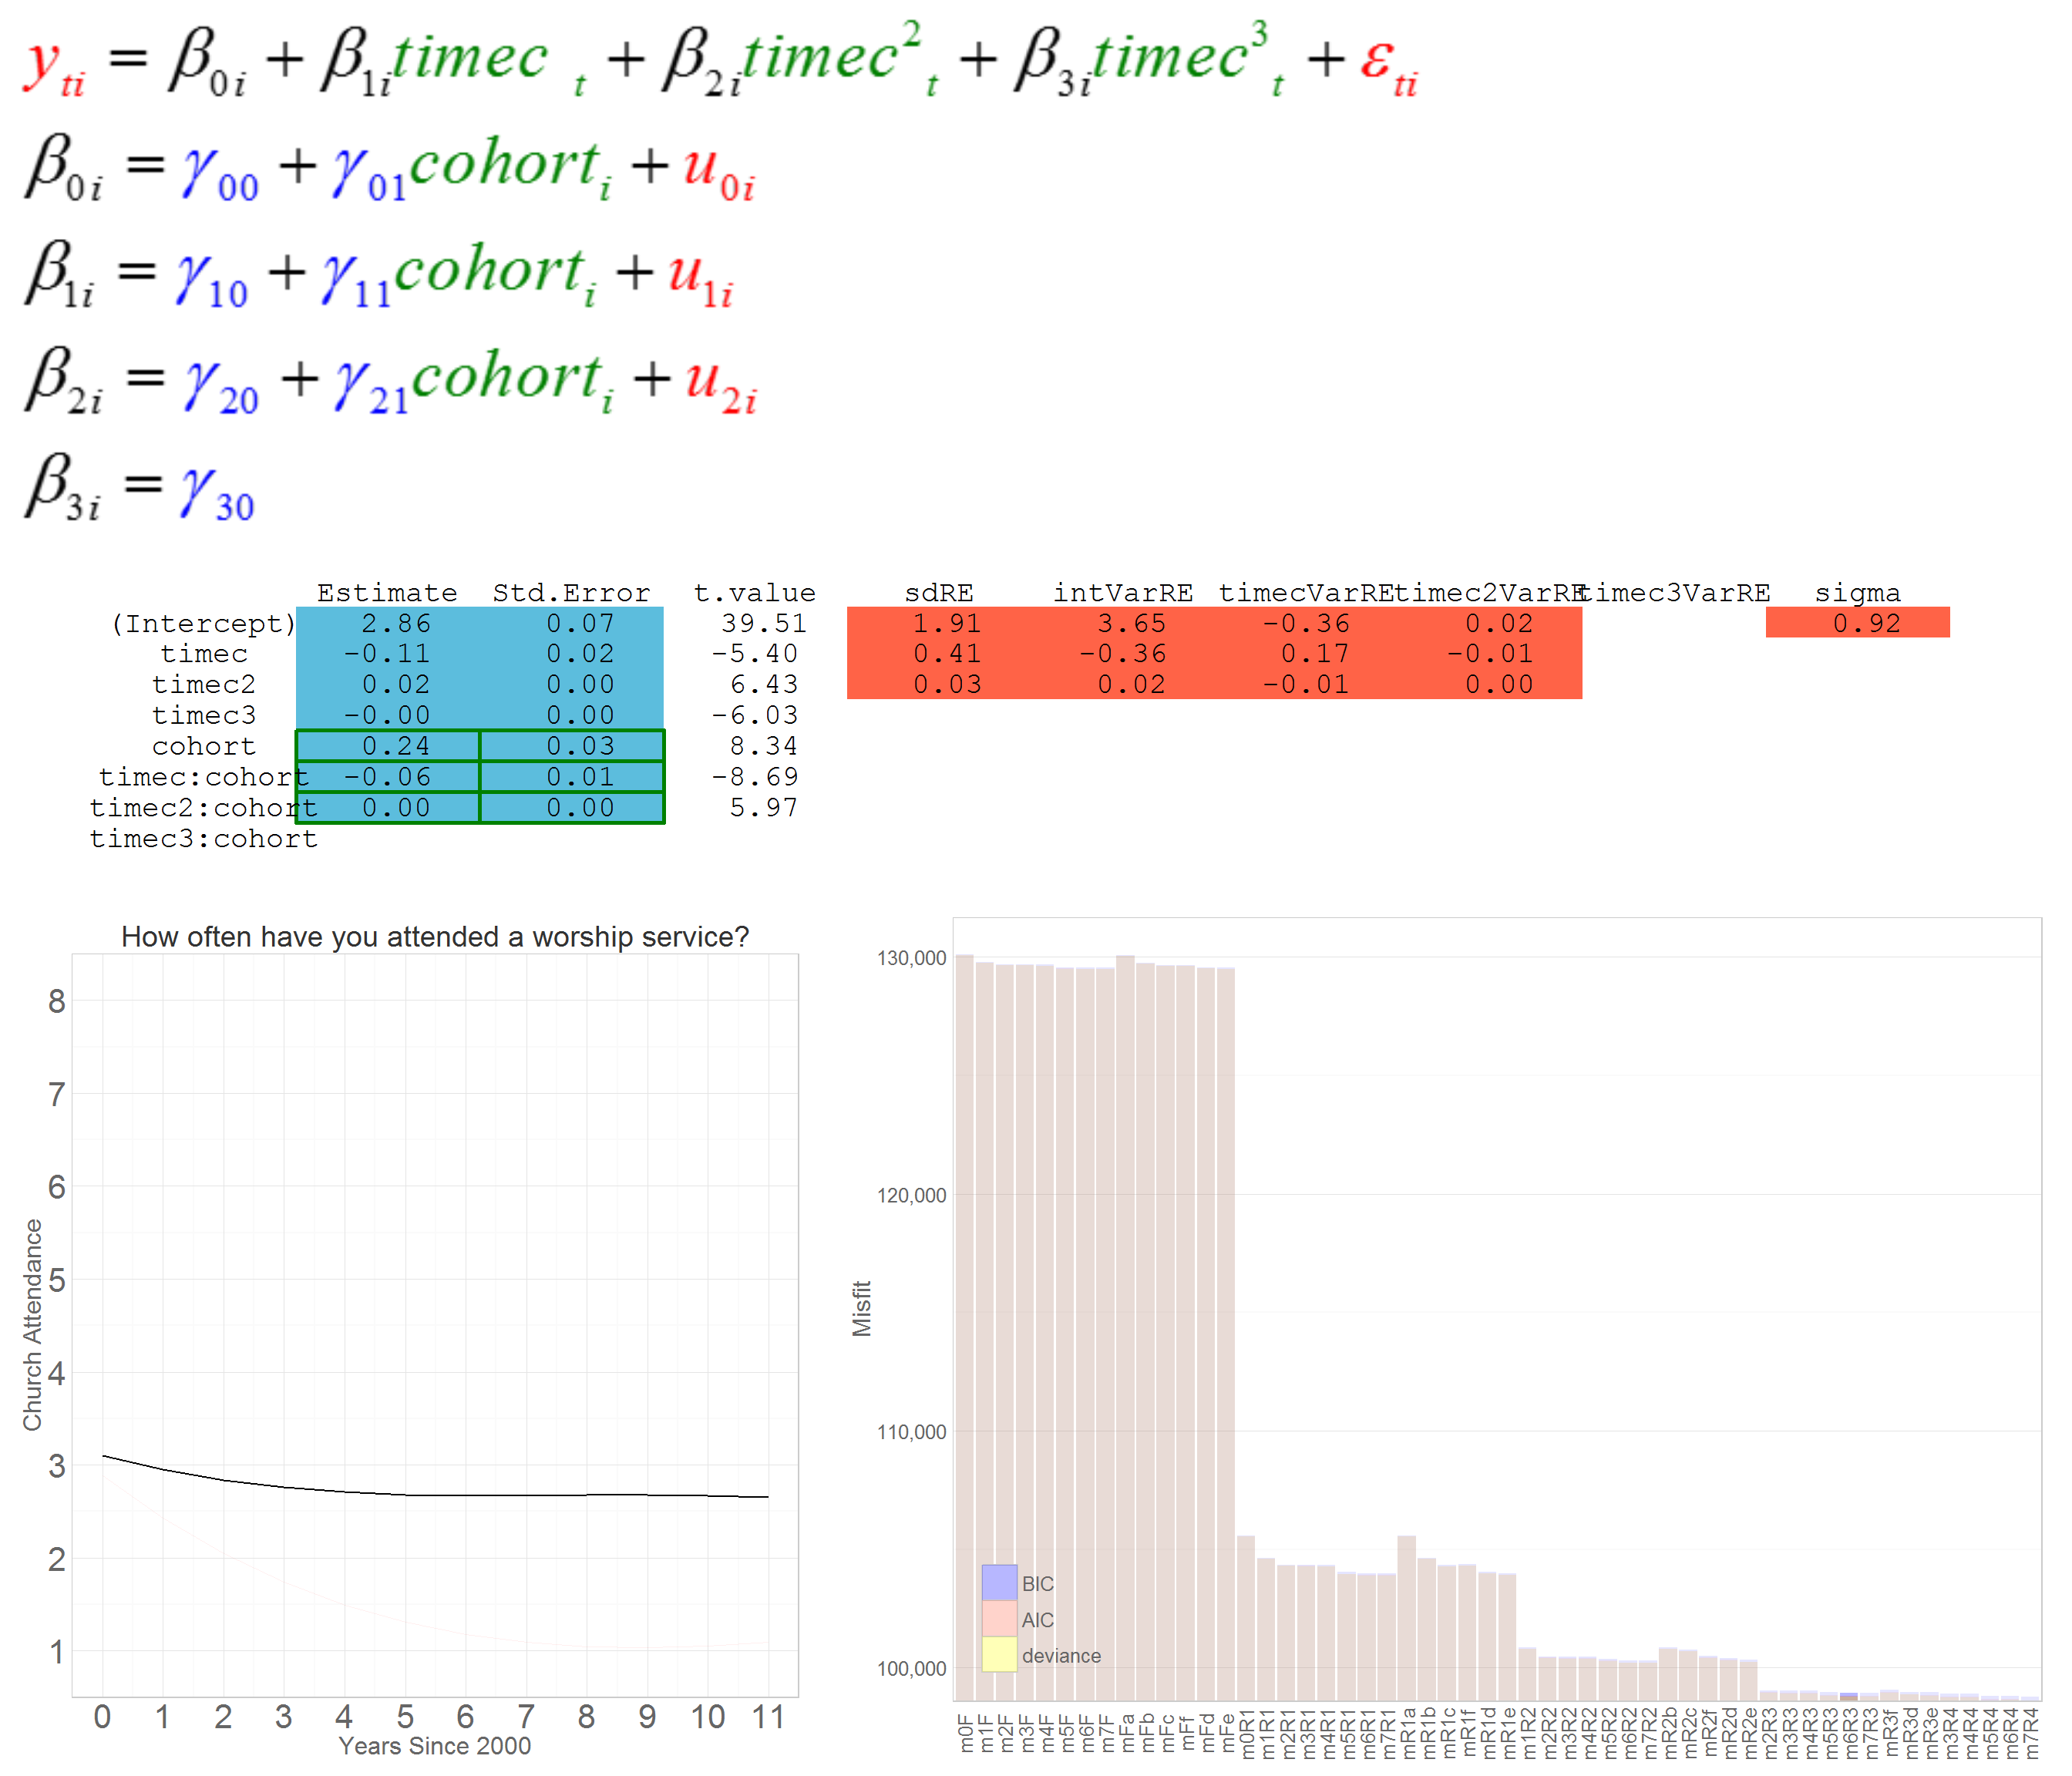 y_ti = β_0i + β_1i timec_t + β_2i timec²_t + β_3i timec³_t + ε_ti
β_0i = γ_00 + γ_01 cohort_i + u_0i
β_1i = γ_10 + γ_11 cohort_i + u_1i
β_2i = γ_20 + γ_21 cohort_i + u_2i
β_3i = γ_30
Estimate Std.Error t.value sdRE intVarRE timecVarRE timec2VarRE timec3VarRE sigma
(Intercept) 2.86 0.07 39.51 1.91 3.65 -0.36 0.02 0.92
timec -0.11 0.02 -5.40 0.41 -0.36 0.17 -0.01
timec2 0.02 0.00 6.43 0.03 0.02 -0.01 0.00
timec3 -0.00 0.00 -6.03
cohort 0.24 0.03 8.34
timec:cohort -0.06 0.01 -8.69
timec2:cohort 0.00 0.00 5.97
timec3:cohort
How often have you attended a worship service?
Church Attendance
8
7
6
5
4
3
2
1
0 1 2 3 4 5 6 7 8 9 10 11
Years Since 2000
Misfit
130,000
120,000
110,000
100,000
BIC
AIC
deviance
m0F m1F m2F m3F m4F m5F m6F m7F mFa mFb mFc mFf mFd mFe m0R1 m1R1 m2R1 m3R1 m4R1 m5R1 m6R1 m7R1 mR1a mR1b mR1c mR1f mR1d mR1e m1R2 m2R2 m3R2 m4R2 m5R2 m6R2 m7R2 mR2b mR2c mR2f mR2d mR2e m2R3 m3R3 m4R3 m5R3 m6R3 m7R3 mR3f mR3d mR3e m3R4 m4R4 m5R4 m6R4 m7R4